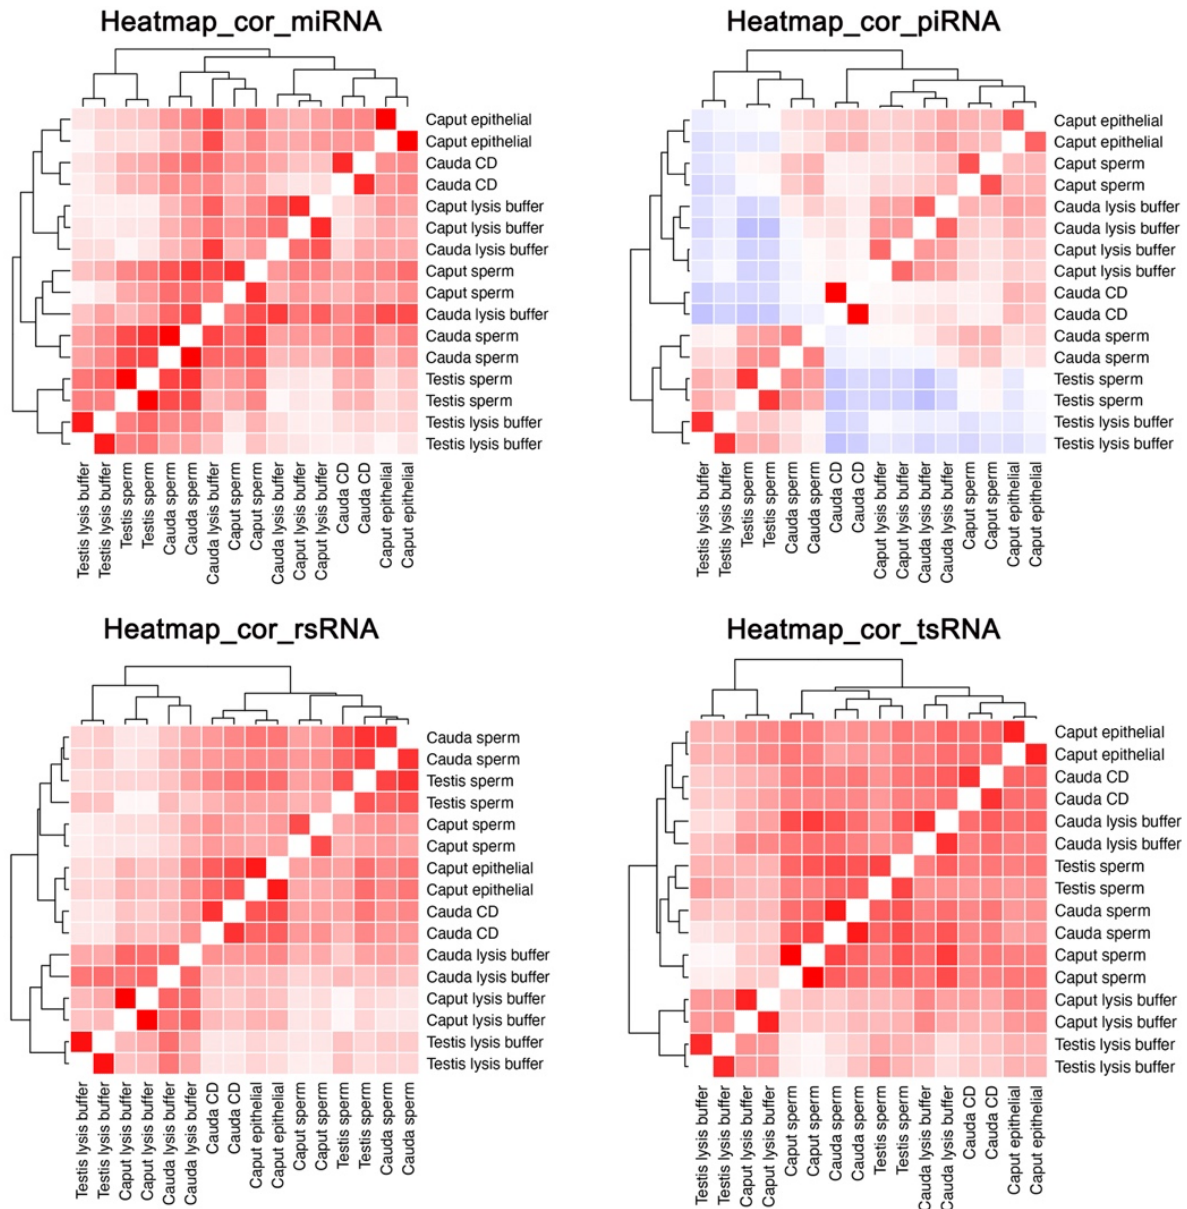 Heatmap_cor_miRNA
Caput epithelial
Caput epithelial
Cauda CD
Cauda CD
Caput lysis buffer
Caput lysis buffer
Cauda lysis buffer
Caput sperm
Caput sperm
Cauda lysis buffer
Cauda sperm
Cauda sperm
Testis sperm
Testis sperm
Testis lysis buffer
Testis lysis buffer
Testis lysis buffer
Testis lysis buffer
Testis sperm
Testis sperm
Cauda sperm
Cauda sperm
Cauda lysis buffer
Caput sperm
Caput sperm
Cauda lysis buffer
Caput lysis buffer
Caput lysis buffer
Cauda CD
Cauda CD
Caput epithelial
Caput epithelial
Heatmap_cor_piRNA
Caput epithelial
Caput epithelial
Caput sperm
Caput sperm
Cauda lysis buffer
Cauda lysis buffer
Caput lysis buffer
Caput lysis buffer
Cauda CD
Cauda CD
Cauda sperm
Cauda sperm
Testis sperm
Testis sperm
Testis lysis buffer
Testis lysis buffer
Testis lysis buffer
Testis lysis buffer
Testis sperm
Testis sperm
Cauda sperm
Cauda sperm
Cauda CD
Cauda CD
Caput lysis buffer
Caput lysis buffer
Cauda lysis buffer
Cauda lysis buffer
Caput sperm
Caput sperm
Caput epithelial
Caput epithelial
Heatmap_cor_rsRNA
Cauda sperm
Cauda sperm
Testis sperm
Testis sperm
Caput sperm
Caput sperm
Caput epithelial
Caput epithelial
Cauda CD
Cauda CD
Cauda lysis buffer
Cauda lysis buffer
Caput lysis buffer
Caput lysis buffer
Testis lysis buffer
Testis lysis buffer
Testis lysis buffer
Testis lysis buffer
Caput lysis buffer
Caput lysis buffer
Cauda lysis buffer
Cauda lysis buffer
Cauda CD
Cauda CD
Caput epithelial
Caput epithelial
Caput sperm
Caput sperm
Testis sperm
Testis sperm
Cauda sperm
Cauda sperm
Heatmap_cor_tsRNA
Caput epithelial
Caput epithelial
Cauda CD
Cauda CD
Cauda lysis buffer
Cauda lysis buffer
Testis sperm
Testis sperm
Cauda sperm
Cauda sperm
Caput sperm
Caput sperm
Caput lysis buffer
Caput lysis buffer
Testis lysis buffer
Testis lysis buffer
Testis lysis buffer
Testis lysis buffer
Caput lysis buffer
Caput lysis buffer
Caput sperm
Caput sperm
Cauda sperm
Cauda sperm
Testis sperm
Testis sperm
Cauda lysis buffer
Cauda lysis buffer
Cauda CD
Cauda CD
Caput epithelial
Caput epithelial